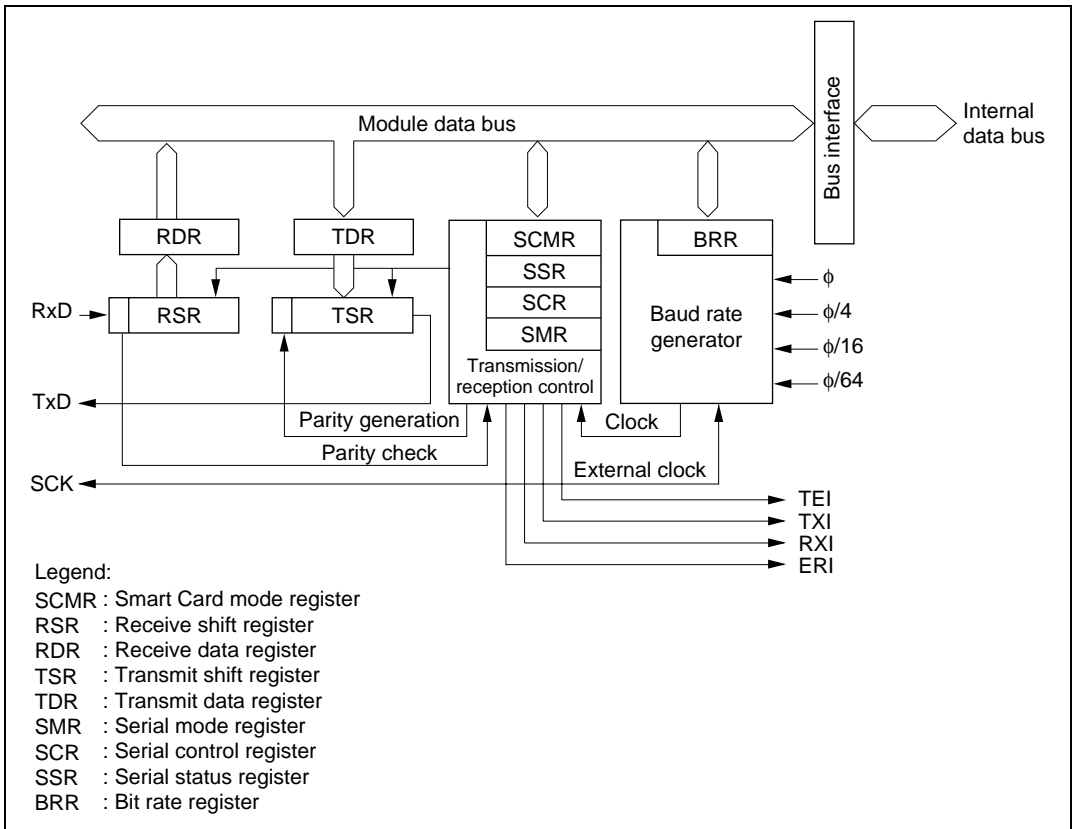 Bus interface
Internal
data bus
Module data bus
RDR
TDR
SCMR
BRR
SSR
SCR
SMR
RxD
RSR
TSR
Baud rate
generator
ϕ
ϕ/4
ϕ/16
ϕ/64
Transmission/
reception control
TxD
Parity generation
Clock
Parity check
External clock
SCK
TEI
TXI
RXI
ERI
Legend:
SCMR : Smart Card mode register
RSR : Receive shift register
RDR : Receive data register
TSR : Transmit shift register
TDR : Transmit data register
SMR : Serial mode register
SCR : Serial control register
SSR : Serial status register
BRR : Bit rate register